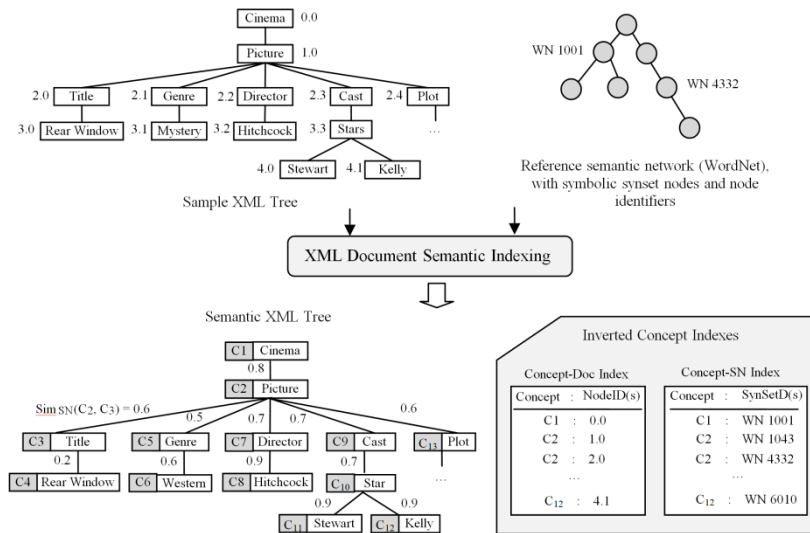 Cinema 0.0
Picture 1.0
WN 1001
WN 4332
2.0 Title 2.1 Genre 2.2 Director 2.3 Cast 2.4 Plot
3.0 Rear Window 3.1 Mystery 3.2 Hitchcock 3.3 Stars ...
4.0 Stewart 4.1 Kelly
Sample XML Tree
Reference semantic network (WordNet),
with symbolic synset nodes and node
identifiers
XML Document Semantic Indexing
Semantic XML Tree
C1 Cinema
0.8
C2 Picture
Sim SN(C2, C3) = 0.6 0.5 0.7 0.7 0.6
C3 Title C5 Genre C7 Director C9 Cast C13 Plot
0.2 0.6 0.9 0.7 ...
C4 Rear Window C6 Western C8 Hitchcock C10 Star
0.9 0.9
C11 Stewart C12 Kelly
Inverted Concept Indexes
Concept-Doc Index
Concept : NodeID(s)
C1 : 0.0
C2 : 1.0
C2 : 2.0
...
C12 : 4.1
Concept-SN Index
Concept : SynSetD(s)
C1 : WN 1001
C2 : WN 1043
C2 : WN 4332
...
C12 : WN 6010